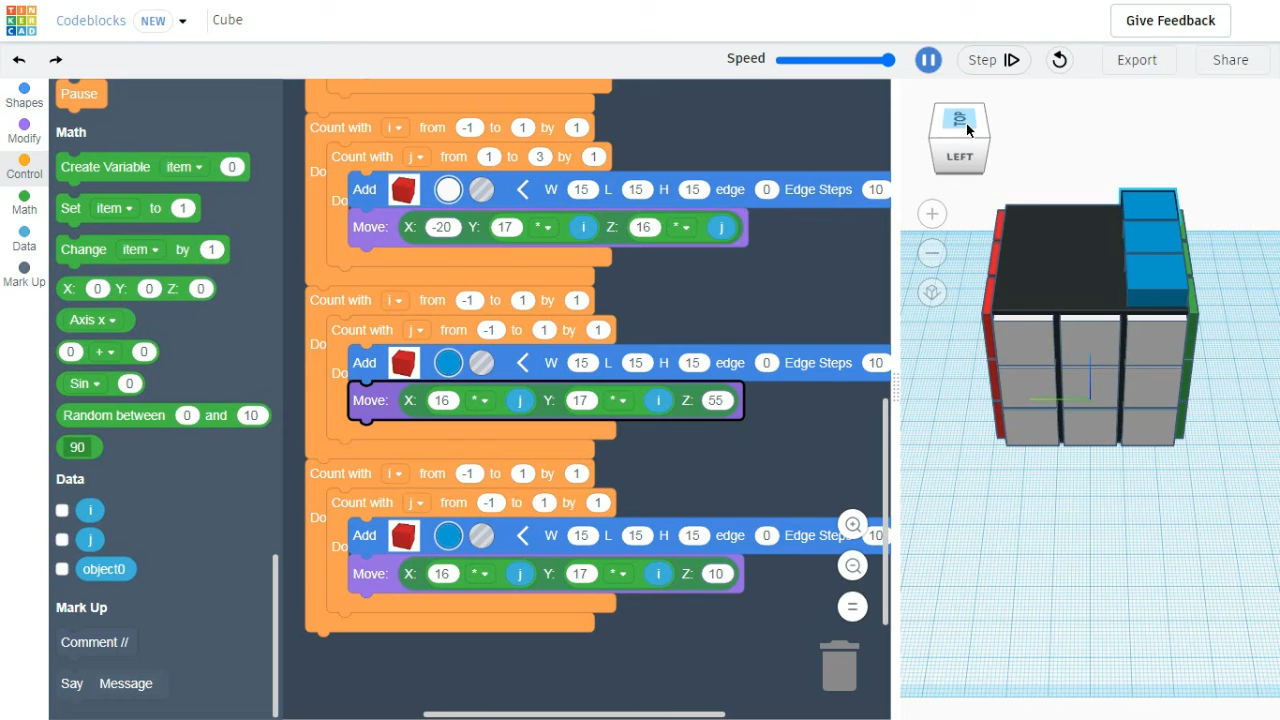 TIN
KER
CAD
Codeblocks NEW
Cube
Give Feedback
Speed
Step
Export
Share
Shapes
Modify
Control
Math
Data
Mark Up
Pause
Math
Create Variable item 0
Set item to 1
Change item by 1
X: 0 Y: 0 Z: 0
Axis x
0 + 0
Sin 0
Random between 0 and 10
90
Data
i
j
object0
Mark Up
Comment //
Say Message
Count with i from -1 to 1 by 1
Do
Count with j from 1 to 3 by 1
Do
Add W 15 L 15 H 15 edge 0 Edge Steps 10
Move: X: -20 Y: 17 * i Z: 16 * j
Count with i from -1 to 1 by 1
Do
Count with j from -1 to 1 by 1
Do
Add W 15 L 15 H 15 edge 0 Edge Steps 10
Move: X: 16 * j Y: 17 * i Z: 55
Count with i from -1 to 1 by 1
Do
Count with j from -1 to 1 by 1
Do
Add W 15 L 15 H 15 edge 0 Edge Steps 10
Move: X: 16 * j Y: 17 * i Z: 10
TOP
LEFT